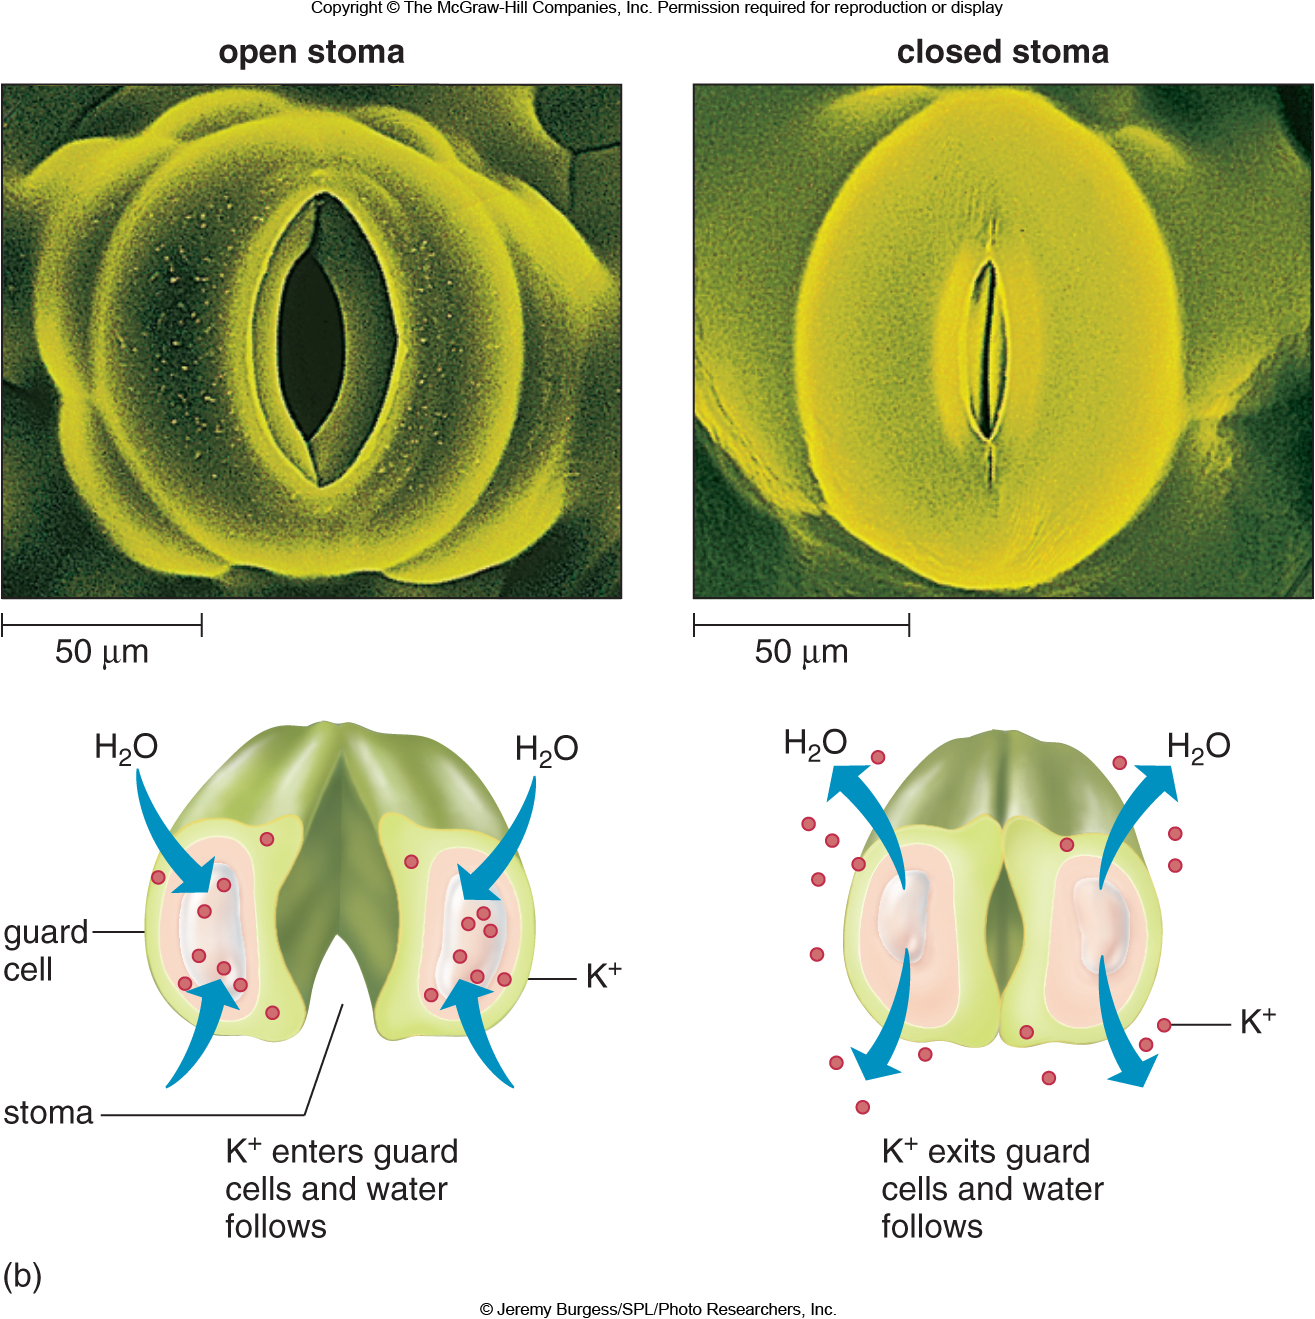 Copyright © The McGraw-Hill Companies, Inc. Permission required for reproduction or display
open stoma
closed stoma
50 μm
50 μm
H₂O
H₂O
H₂O
H₂O
guard
cell
K⁺
K⁺
stoma
K⁺ enters guard
cells and water
follows
K⁺ exits guard
cells and water
follows
(b)
© Jeremy Burgess/SPL/Photo Researchers, Inc.